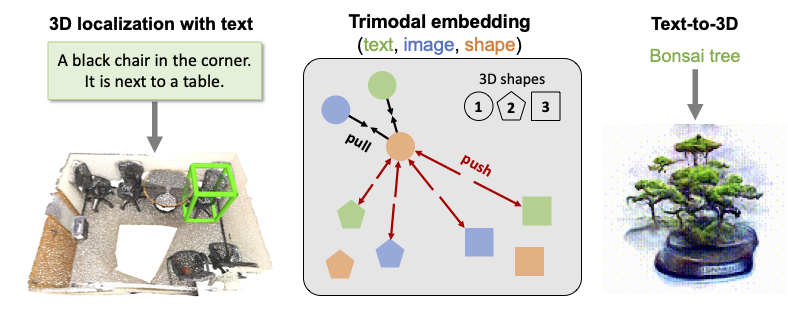 3D localization with text
A black chair in the corner.
It is next to a table.
Trimodal embedding
(text, image, shape)
3D shapes
1 2 3
pull
push
Text-to-3D
Bonsai tree